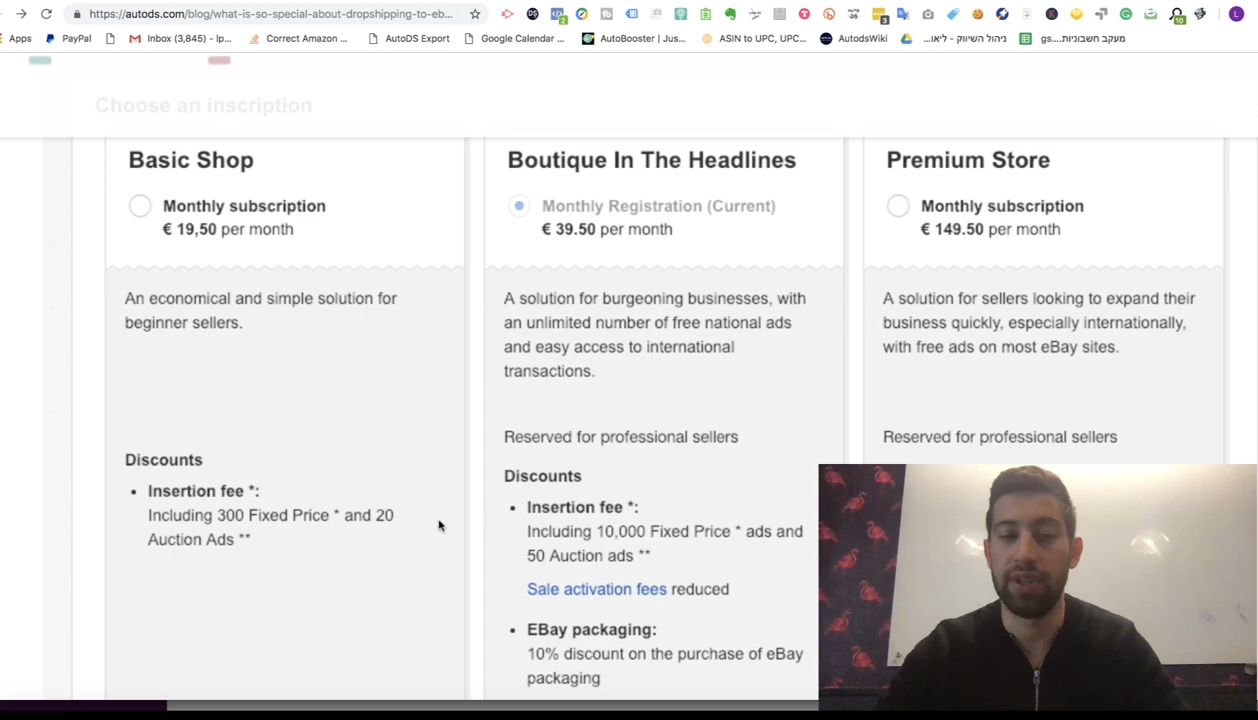 https://autods.com/blog/what-is-so-special-about-dropshipping-to-eb...
Apps PayPal Inbox (3,845) - lp... Correct Amazon ... AutoDS Export Google Calendar ... AutoBooster | Jus... ASIN to UPC, UPC... AutodsWiki ניהול השיווק - ליאו... מעקב חשבוניות....gs
Choose an inscription
Basic Shop
Monthly subscription
€ 19,50 per month
An economical and simple solution for
beginner sellers.
Discounts
• Insertion fee *:
Including 300 Fixed Price * and 20
Auction Ads **
Boutique In The Headlines
Monthly Registration (Current)
€ 39.50 per month
A solution for burgeoning businesses, with
an unlimited number of free national ads
and easy access to international
transactions.
Reserved for professional sellers
Discounts
• Insertion fee *:
Including 10,000 Fixed Price * ads and
50 Auction ads **
Sale activation fees reduced
• EBay packaging:
10% discount on the purchase of eBay
packaging
Premium Store
Monthly subscription
€ 149.50 per month
A solution for sellers looking to expand their
business quickly, especially internationally,
with free ads on most eBay sites.
Reserved for professional sellers